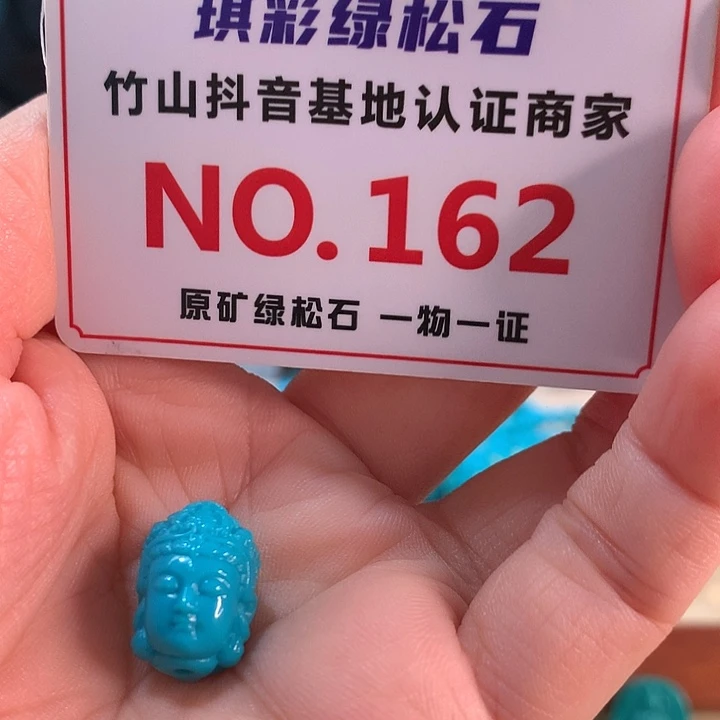 琪彩绿松石
竹山抖音基地认证商家
NO.162
原矿绿松石 一物一证